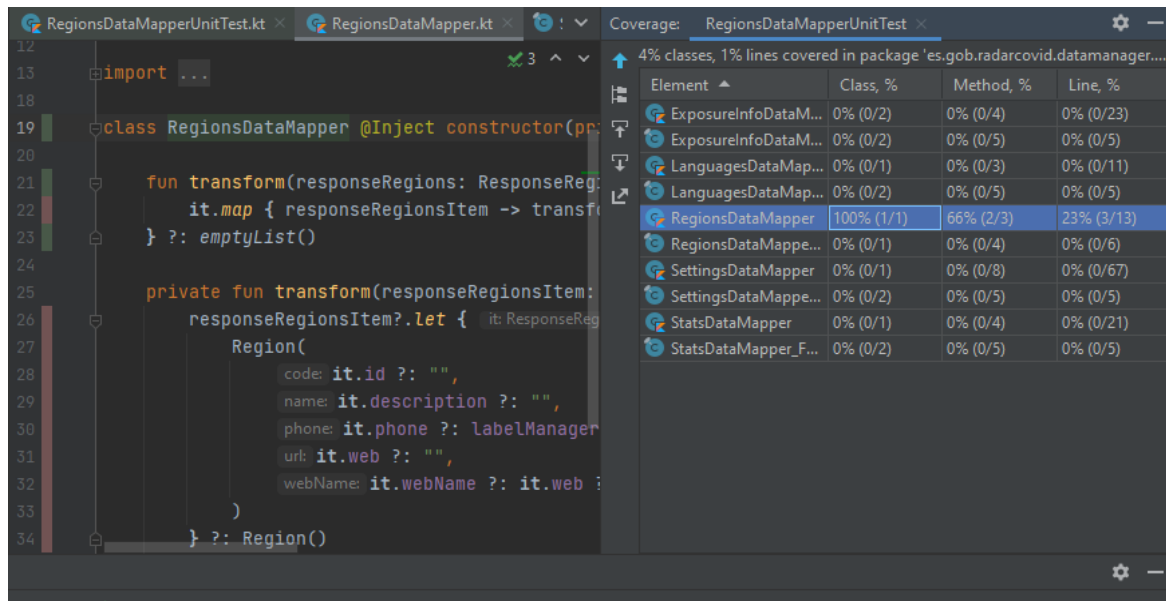 RegionsDataMapperUnitTest.kt
RegionsDataMapper.kt
Coverage: RegionsDataMapperUnitTest
12
13 import ...
3
18
19 class RegionsDataMapper @Inject constructor(pr
20
21 fun transform(responseRegions: ResponseReg
22 it.map { responseRegionsItem -> transf
23 } ?: emptyList()
24
25 private fun transform(responseRegionsItem:
26 responseRegionsItem?.let { it: ResponseReg
27 Region(
28 code: it.id ?: "",
29 name: it.description ?: "",
30 phone: it.phone ?: labelManager
31 url: it.web ?: "",
32 webName: it.webName ?: it.web ?
33 )
34 } ?: Region()
4% classes, 1% lines covered in package 'es.gob.radarcovid.datamanager....
Element Class, % Method, % Line, %
ExposureInfoDataM... 0% (0/2) 0% (0/4) 0% (0/23)
ExposureInfoDataM... 0% (0/2) 0% (0/5) 0% (0/5)
LanguagesDataMap... 0% (0/1) 0% (0/3) 0% (0/11)
LanguagesDataMap... 0% (0/2) 0% (0/5) 0% (0/5)
RegionsDataMapper 100% (1/1) 66% (2/3) 23% (3/13)
RegionsDataMappe... 0% (0/1) 0% (0/4) 0% (0/6)
SettingsDataMapper 0% (0/1) 0% (0/8) 0% (0/67)
SettingsDataMappe... 0% (0/2) 0% (0/5) 0% (0/5)
StatsDataMapper 0% (0/1) 0% (0/4) 0% (0/21)
StatsDataMapper_F... 0% (0/2) 0% (0/5) 0% (0/5)